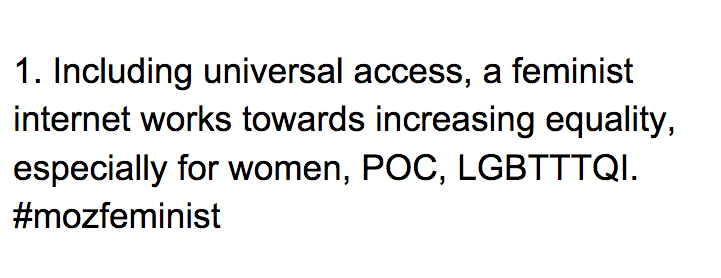 1. Including universal access, a feminist
internet works towards increasing equality,
especially for women, POC, LGBTTTQI.
#mozfeminist